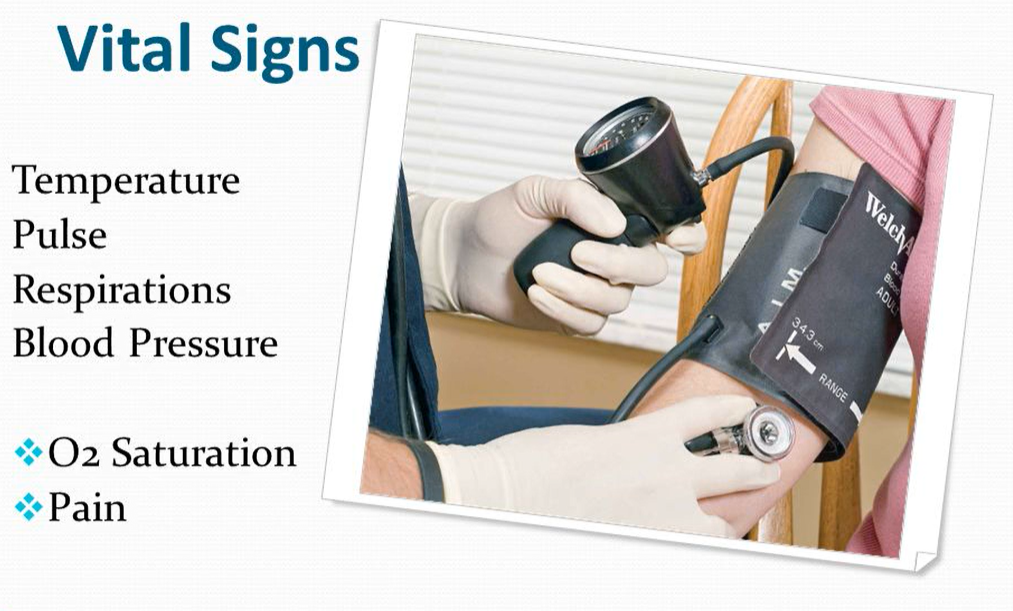 Vital Signs
Temperature
Pulse
Respirations
Blood Pressure
❖O2 Saturation
❖Pain
Welch
ADULT
34.3 cm
RANGE